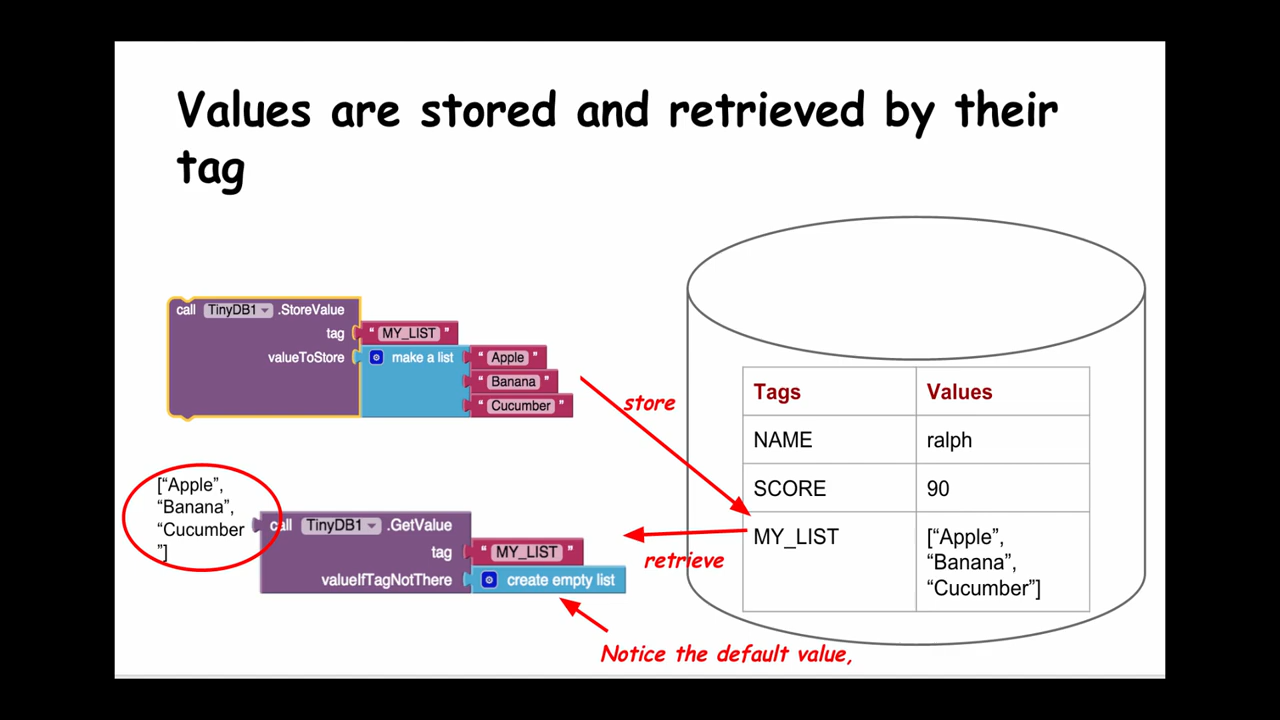 Values are stored and retrieved by their
tag
call TinyDB1 .StoreValue
tag " MY_LIST "
valueToStore make a list " Apple "
" Banana "
" Cucumber "
store
Tags Values
NAME ralph
SCORE 90
MY_LIST ["Apple",
"Banana",
"Cucumber"]
["Apple",
"Banana",
"Cucumber
"]
call TinyDB1 .GetValue
tag " MY_LIST "
valueIfTagNotThere create empty list
retrieve
Notice the default value,